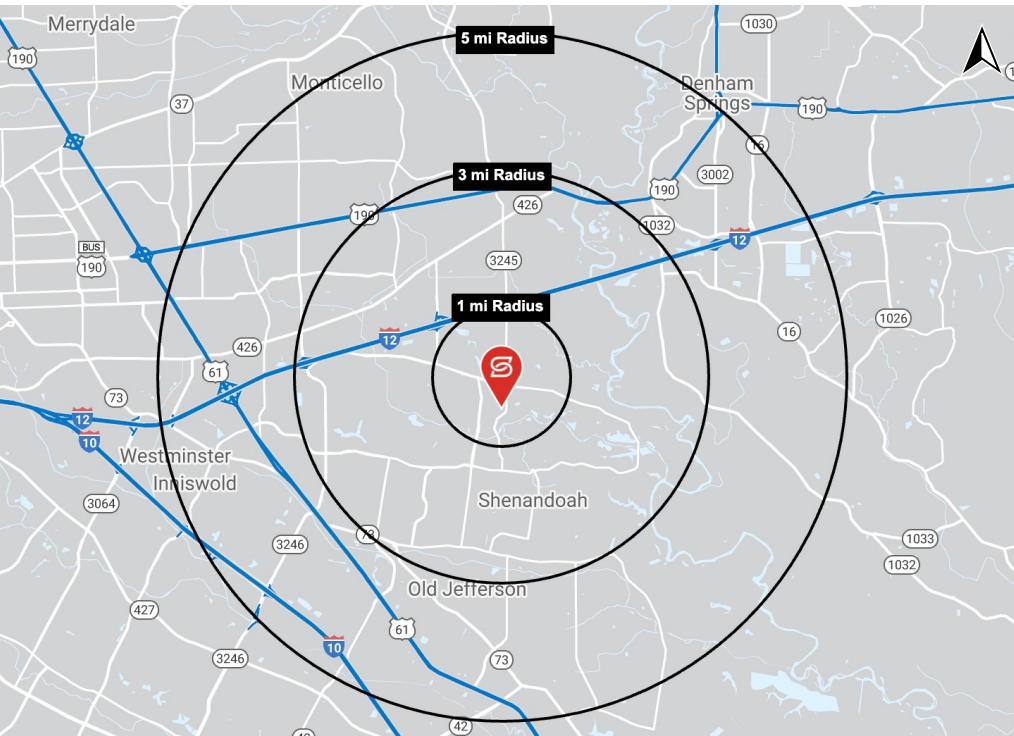 Merrydale
1030
5 mi Radius
190
Monticello
Denham
Springs
37
190
16
3002
190
3 mi Radius
190
426
1032
BUS
190
12
3245
1 mi Radius
1026
16
12
426
61
73
12
10
Westminster
Inniswold
3064
Shenandoah
73
3246
1033
1032
Old Jefferson
427
61
10
3246
73
42